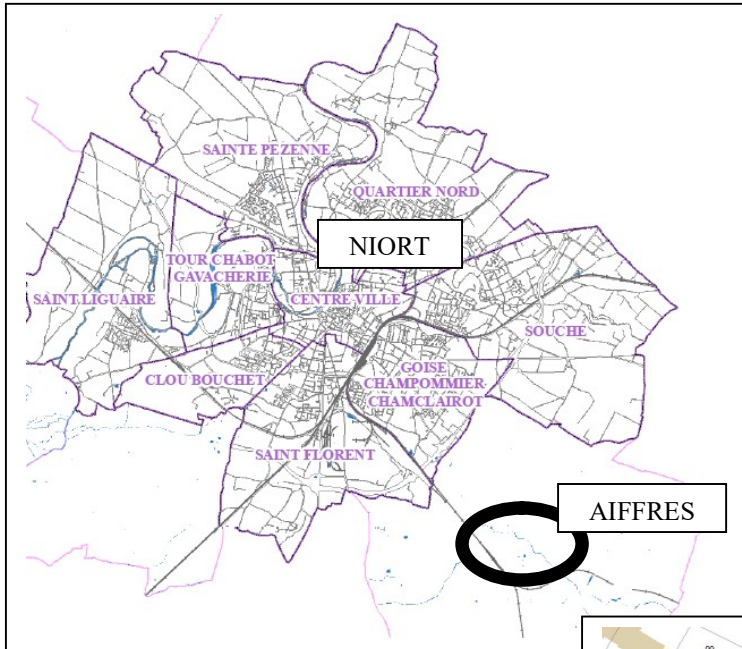 SAINTE PEZENNE
QUARTIER NORD
NIORT
TOUR CHABOT
GAVACHERIE
SAINT LIGUAIRE
CENTRE VILLE
SOUCHE
GOISE
CHAMPOMMIER
CHAMCLAIROT
CLOU BOUCHET
SAINT FLORENT
AIFFRES